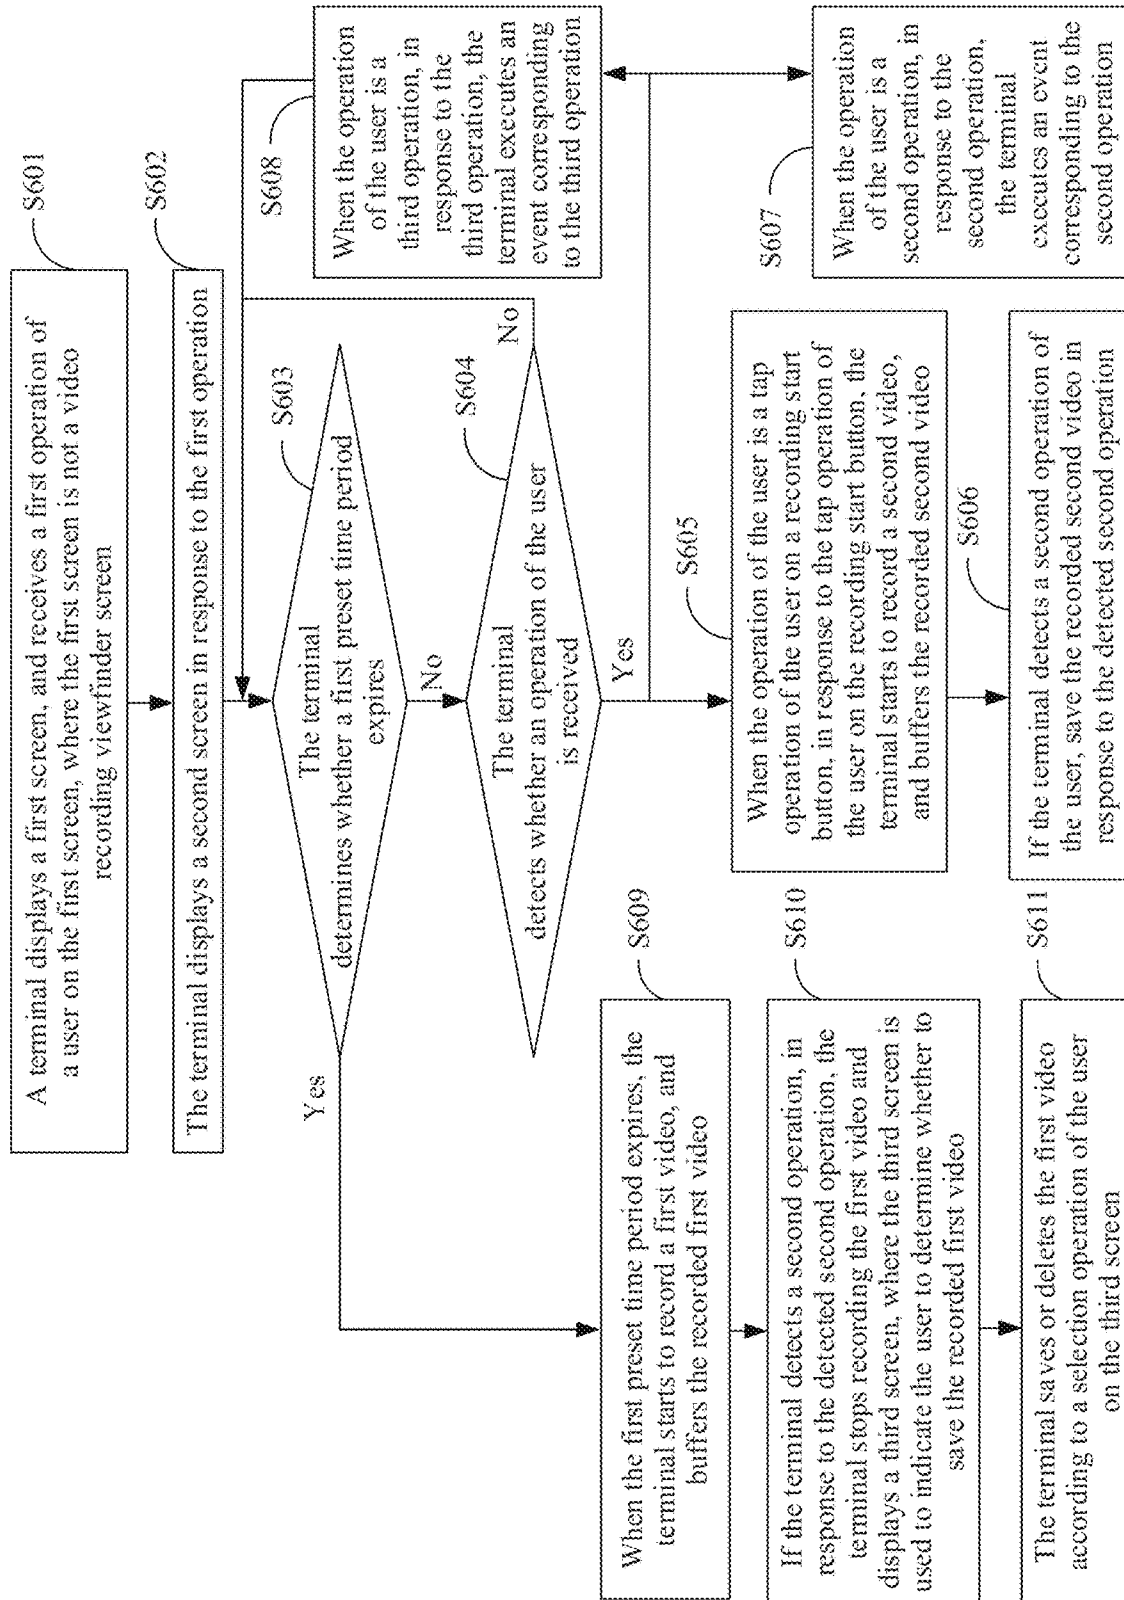 A terminal displays a first screen, and receives a first operation of
a user on the first screen, where the first screen is not a video
recording viewfinder screen
S601
The terminal displays a second screen in response to the first operation
S602
The terminal
determines whether a first preset time period
expires
S603
Yes
No
The terminal
detects whether an operation of the user
is received
S604
No
Yes
When the operation
of the user is a
third operation, in
response to the
third operation, the
terminal executes an
event corresponding
to the third operation
S608
When the first preset time period expires, the
terminal starts to record a first video, and
buffers the recorded first video
S609
When the operation of the user is a tap
operation of the user on a recording start
button, in response to the tap operation of
the user on the recording start button, the
terminal starts to record a second video,
and buffers the recorded second video
S605
When the operation
of the user is a
second operation, in
response to the
second operation,
the terminal
executes an event
corresponding to the
second operation
S607
If the terminal detects a second operation, in
response to the detected second operation, the
terminal stops recording the first video and
displays a third screen, where the third screen is
used to indicate the user to determine whether to
save the recorded first video
S610
If the terminal detects a second operation of
the user, save the recorded second video in
response to the detected second operation
S606
The terminal saves or deletes the first video
according to a selection operation of the user
on the third screen
S611